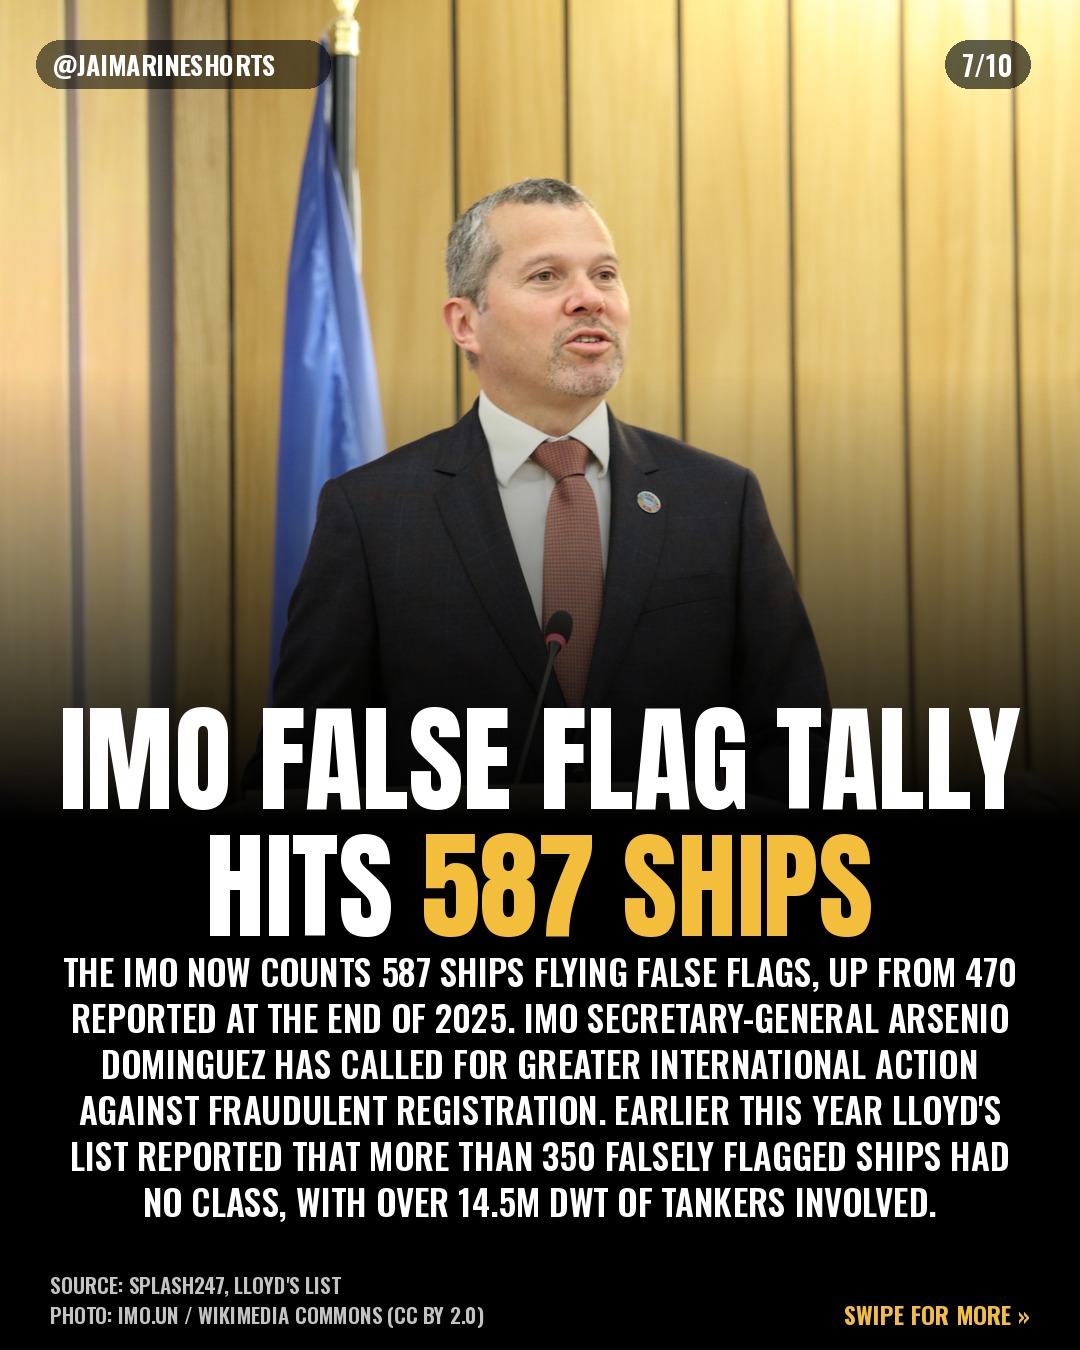 @JAIMARINESHORTS
7/10
IMO FALSE FLAG TALLY
HITS 587 SHIPS
THE IMO NOW COUNTS 587 SHIPS FLYING FALSE FLAGS, UP FROM 470
REPORTED AT THE END OF 2025. IMO SECRETARY-GENERAL ARSENIO
DOMINGUEZ HAS CALLED FOR GREATER INTERNATIONAL ACTION
AGAINST FRAUDULENT REGISTRATION. EARLIER THIS YEAR LLOYD'S
LIST REPORTED THAT MORE THAN 350 FALSELY FLAGGED SHIPS HAD
NO CLASS, WITH OVER 14.5M DWT OF TANKERS INVOLVED.
SOURCE: SPLASH247, LLOYD'S LIST
PHOTO: IMO.UN / WIKIMEDIA COMMONS (CC BY 2.0)
SWIPE FOR MORE »